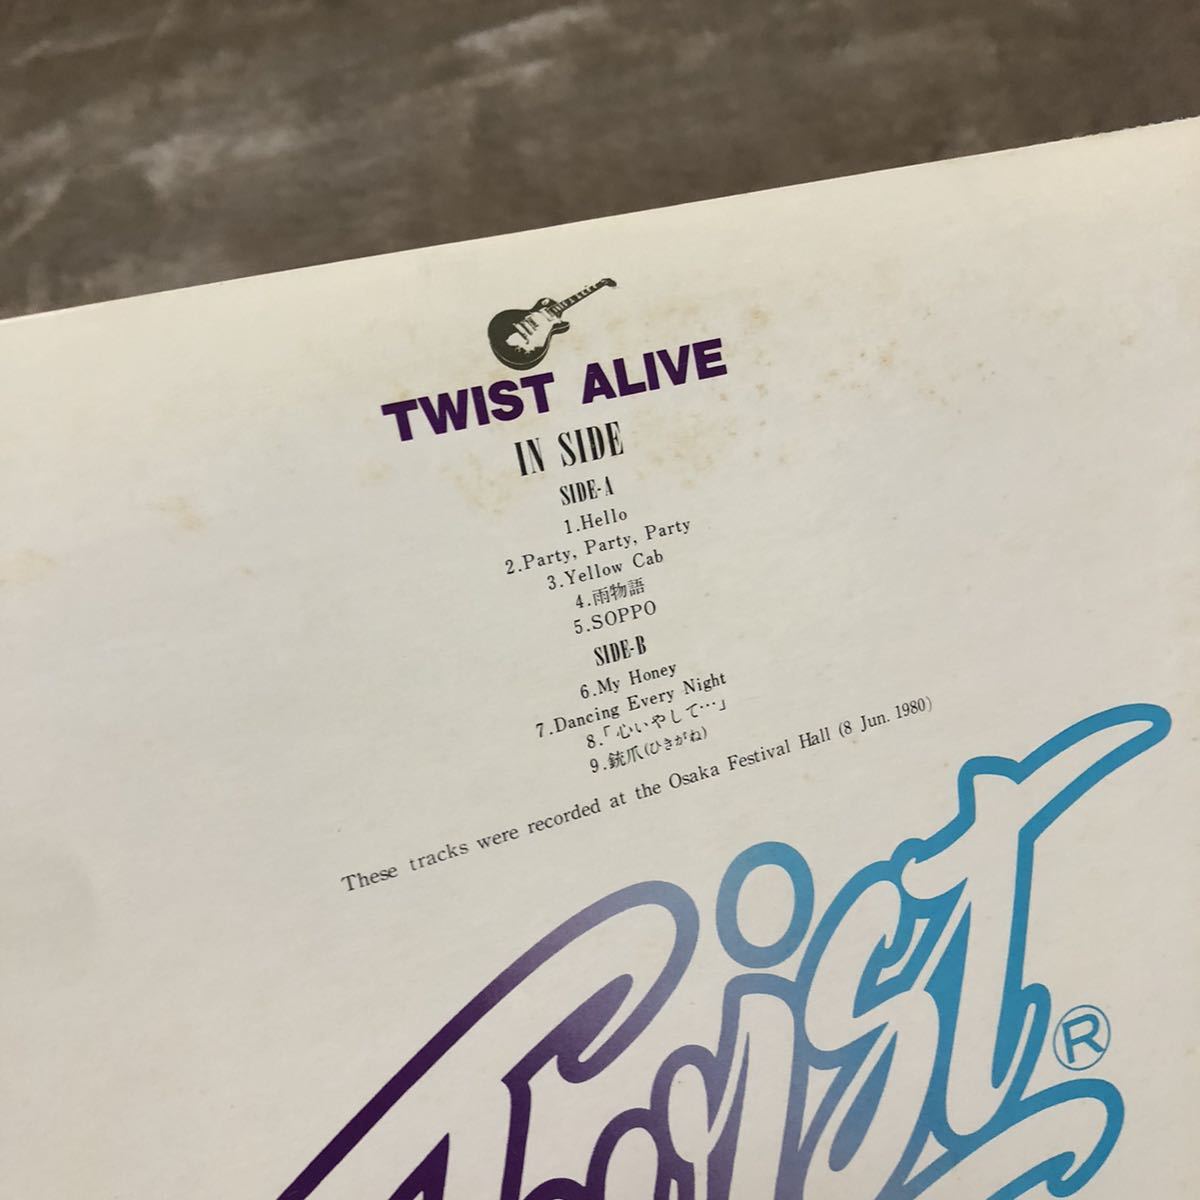 TWIST ALIVE
IN SIDE
SIDE-A
1.Hello
2.Party, Party, Party
3.Yellow Cab
4.雨物語
5.SOPPO
SIDE-B
6.My Honey
7.Dancing Every Night
8.「心いやして…」
9.銃爪(ひきがね)
These tracks were recorded at the Osaka Festival Hall (8 Jun. 1980)
Twist
®